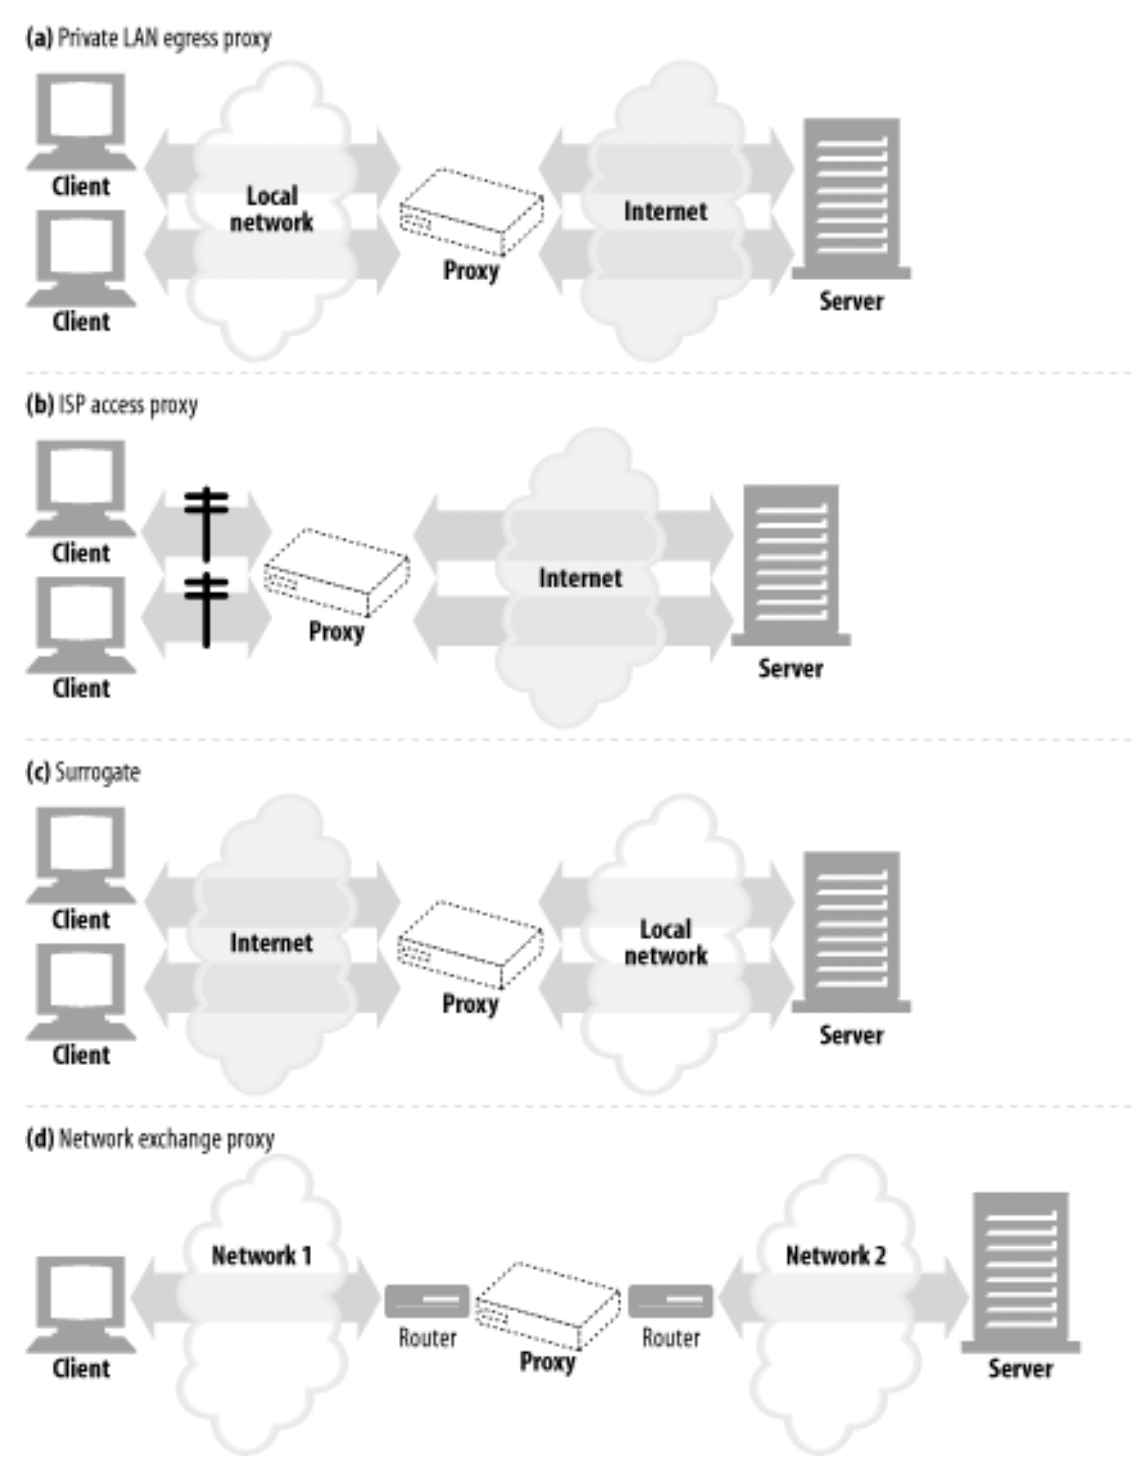 (a) Private LAN egress proxy
Client
Local
network
Internet
Proxy
Client
Server
(b) ISP access proxy
Client
Internet
Proxy
Server
Client
(c) Surrogate
Client
Internet
Local
network
Proxy
Server
Client
(d) Network exchange proxy
Network 1
Network 2
Router
Router
Proxy
Client
Server